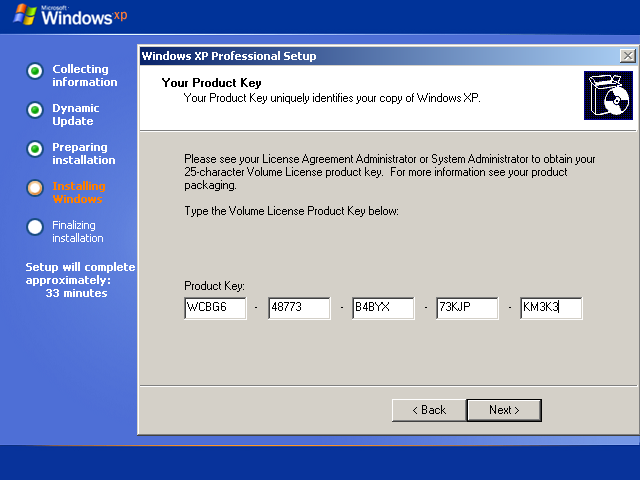 Microsoft
Windows xp
Windows XP Professional Setup
Collecting
information
Dynamic
Update
Preparing
installation
Installing
Windows
Finalizing
installation
Setup will complete
approximately:
33 minutes
Your Product Key
Your Product Key uniquely identifies your copy of Windows XP.
Please see your License Agreement Administrator or System Administrator to obtain your
25-character Volume License product key. For more information see your product
packaging.
Type the Volume License Product Key below:
Product Key:
WCBG6 - 48773 - B4BYX - 73KJP - KM3K3
< Back Next >